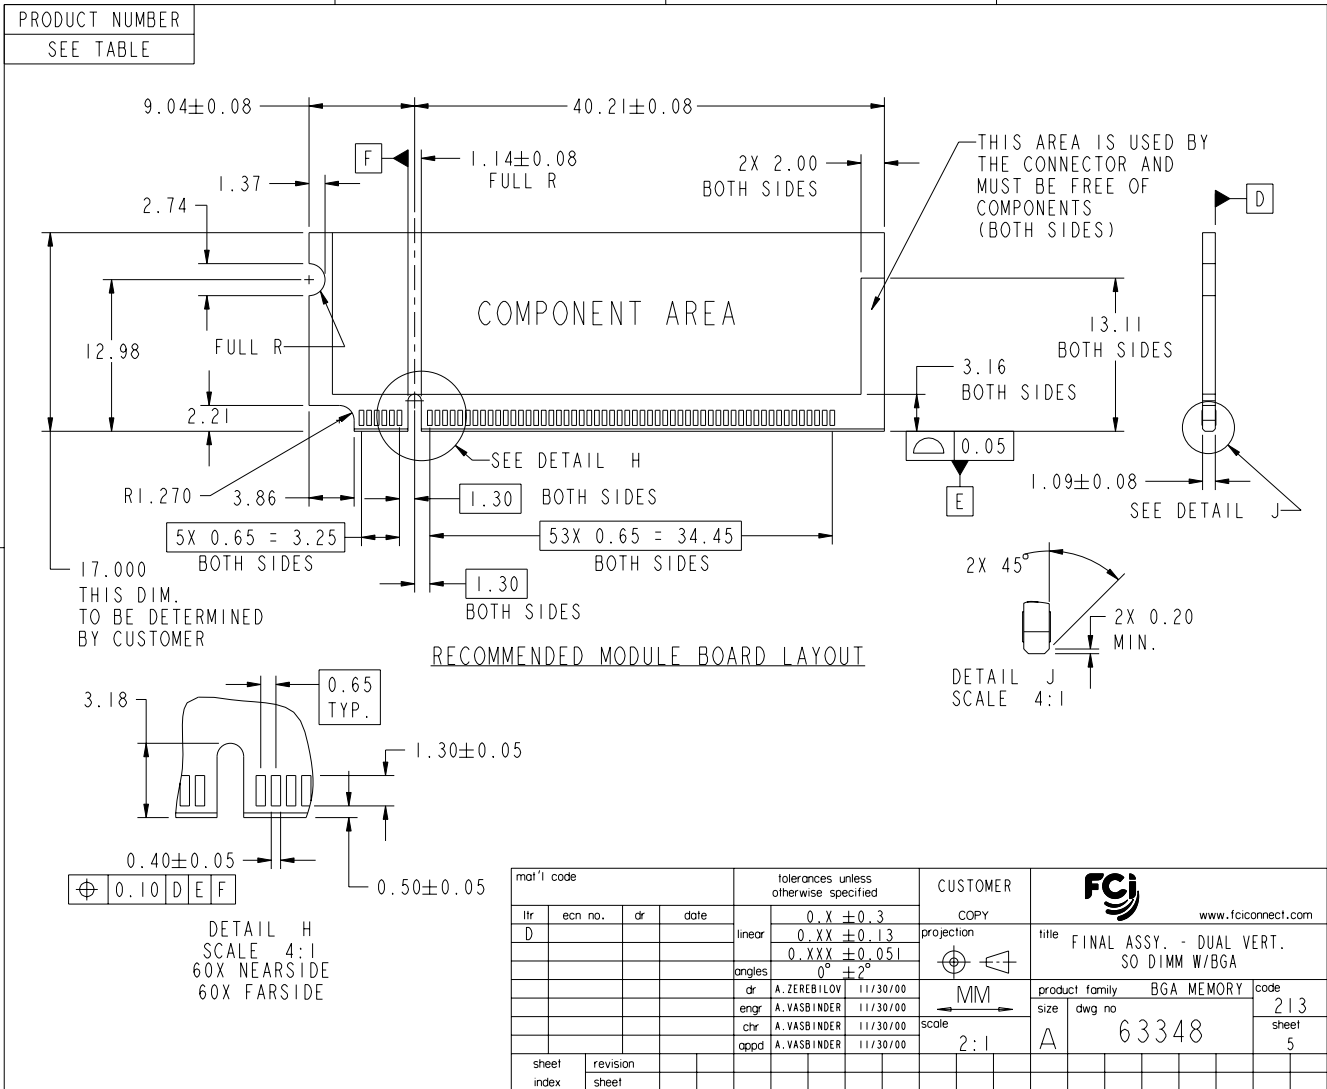 PRODUCT NUMBER
SEE TABLE
9.04±0.08
40.21±0.08
F
1.14±0.08
FULL R
2X 2.00
BOTH SIDES
THIS AREA IS USED BY
THE CONNECTOR AND
MUST BE FREE OF
COMPONENTS
(BOTH SIDES)
D
1.37
2.74
COMPONENT AREA
12.98
FULL R
13.11
BOTH SIDES
3.16
BOTH SIDES
2.21
0.05
E
SEE DETAIL H
R1.270
3.86
1.30
BOTH SIDES
1.09±0.08
SEE DETAIL J
5X 0.65 = 3.25
BOTH SIDES
53X 0.65 = 34.45
BOTH SIDES
1.30
BOTH SIDES
17.000
THIS DIM.
TO BE DETERMINED
BY CUSTOMER
2X 45°
2X 0.20
MIN.
DETAIL J
SCALE 4:1
RECOMMENDED MODULE BOARD LAYOUT
3.18
0.65
TYP.
1.30±0.05
0.40±0.05
⌖ 0.10 D E F
0.50±0.05
DETAIL H
SCALE 4:1
60X NEARSIDE
60X FARSIDE
mat'l code
tolerances unless
otherwise specified
CUSTOMER
COPY
FCi
www.fciconnect.com
ltr ecn no. dr date
D
linear
0.X ±0.3
0.XX ±0.13
0.XXX ±0.051
angles
0° ±2°
projection
title
FINAL ASSY. - DUAL VERT.
SO DIMM W/BGA
dr A.ZEREBILOV 11/30/00
engr A.VASBINDER 11/30/00
chr A.VASBINDER 11/30/00
appd A.VASBINDER 11/30/00
MM
scale
2:1
product family BGA MEMORY
code
213
size
A
dwg no
63348
sheet
5
sheet
index
revision
sheet